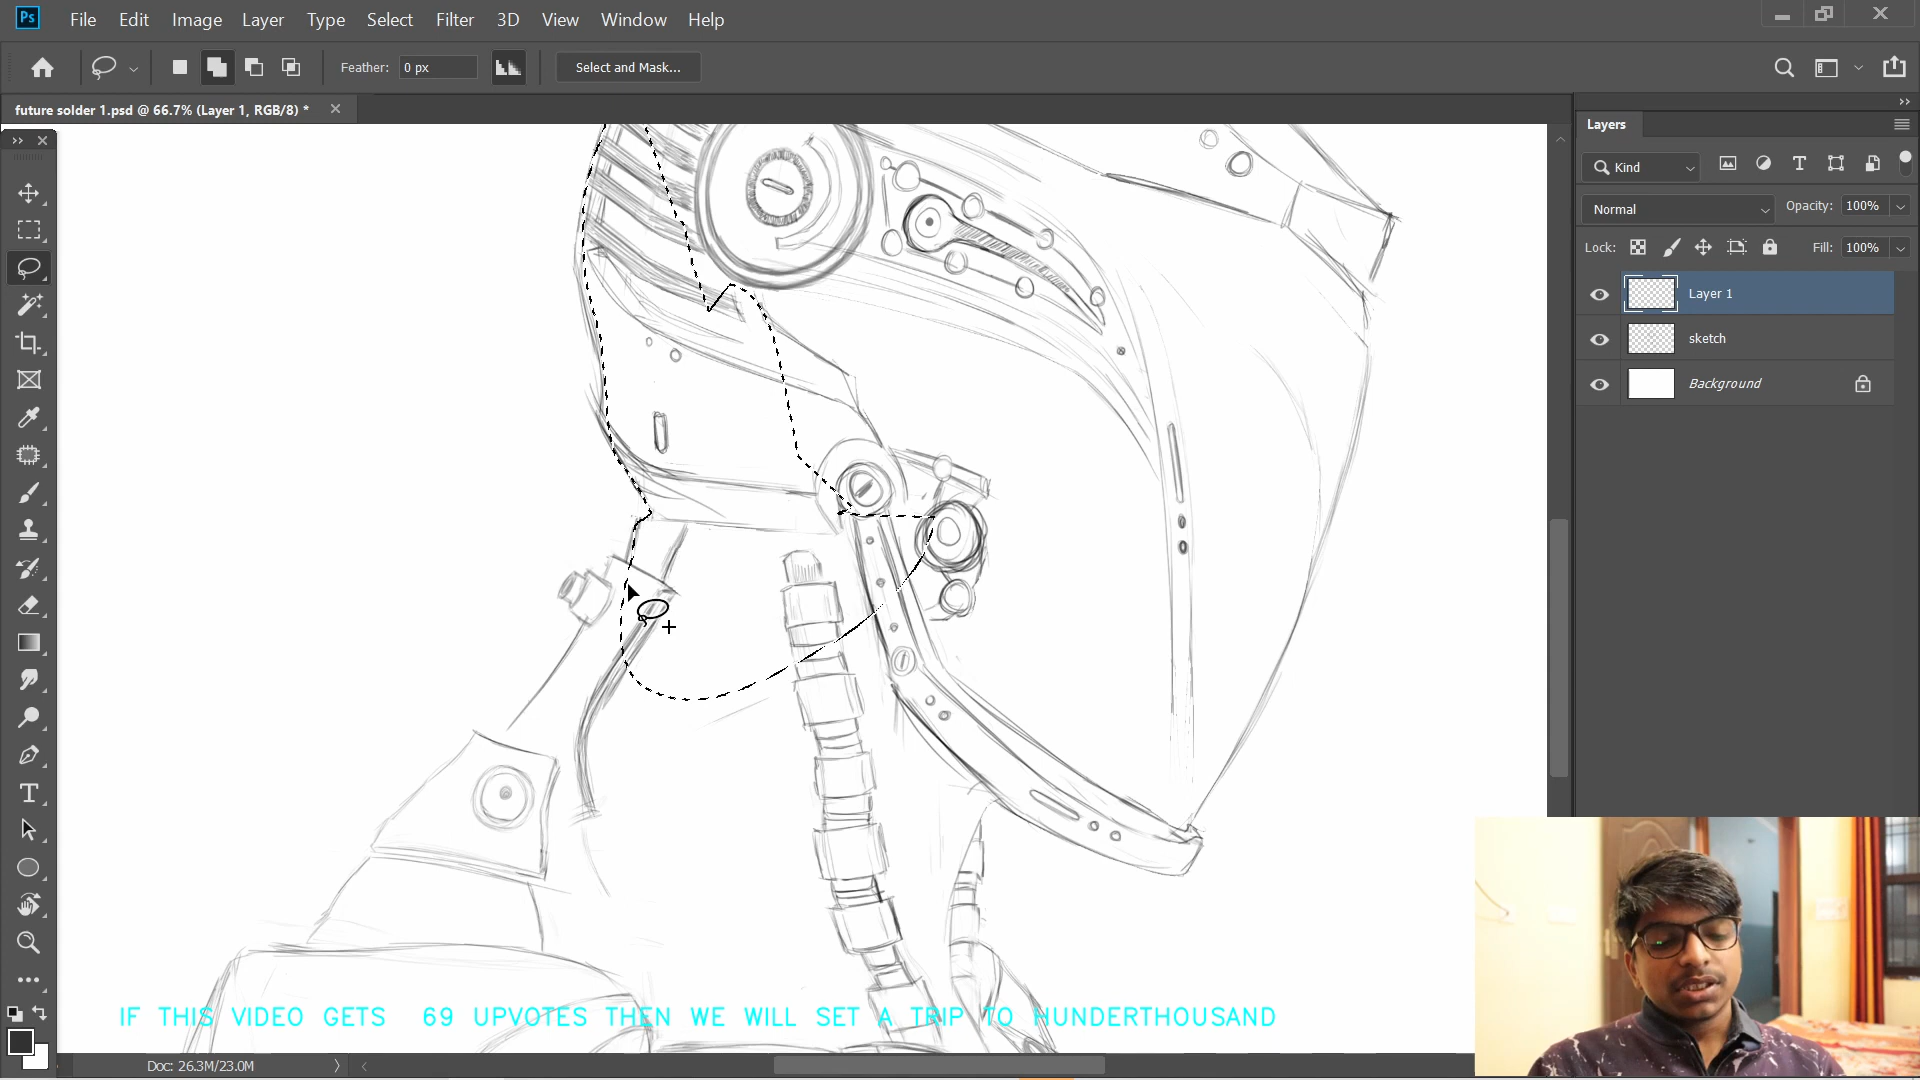 Ps File Edit Image Layer Type Select Filter 3D View Window Help
Feather: 0 px Select and Mask...
future solder 1.psd @ 66.7% (Layer 1, RGB/8) *
Layers
Kind
Normal Opacity: 100%
Lock: Fill: 100%
Layer 1
sketch
Background
IF THIS VIDEO GETS 69 UPVOTES THEN WE WILL SET A TRIP TO HUNDERTHOUSAND
Doc: 26.3M/23.0M